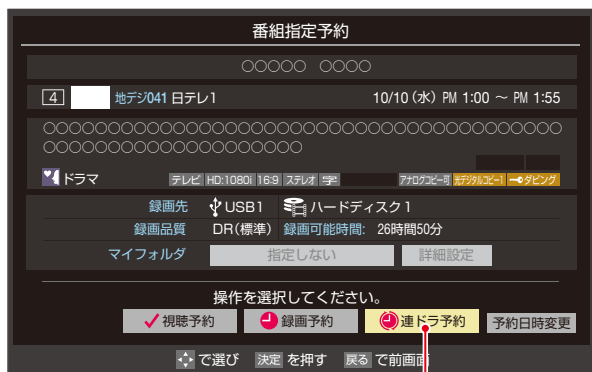 番組指定予約
○○○○○ ○○○○
4 地デジ041 日テレ1 10/10 (水) PM 1:00 ～ PM 1:55
○○○○○○○○○○○○○○○○○○○○○○○○○○○○○○
○○○○○○○○○○○○○○○
ドラマ テレビ HD:1080i 16:9 ステレオ 字 アナログコピー可 光デジタルコピー1 ダビング
録画先 USB1 ハードディスク1
録画品質 DR(標準) 録画可能時間: 26時間50分
マイフォルダ 指定しない 詳細設定
操作を選択してください。
視聴予約 録画予約 連ドラ予約 予約日時変更
で選び 決定 を押す 戻る で前画面